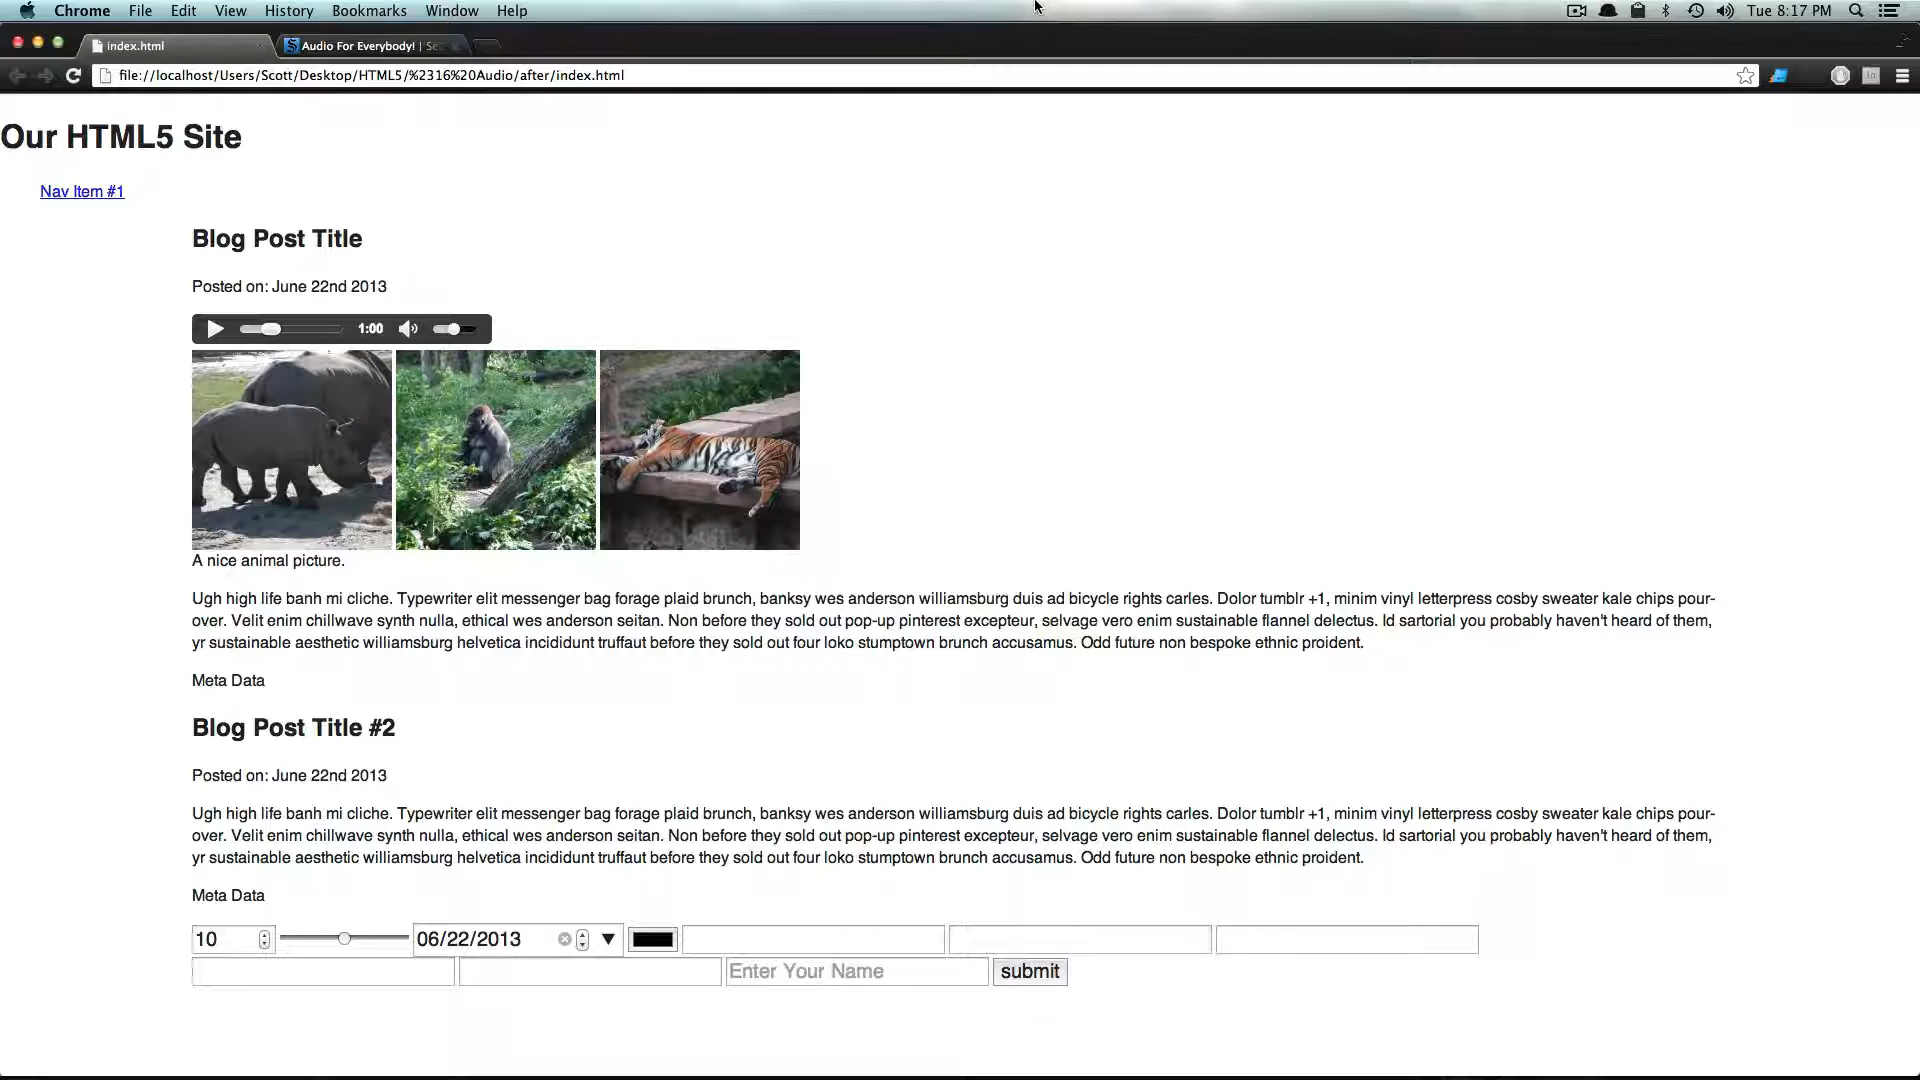 Chrome File Edit View History Bookmarks Window Help Tue 8:17 PM
index.html Audio For Everybody! | Se
file://localhost/Users/Scott/Desktop/HTML5/%2316%20Audio/after/index.html
Our HTML5 Site
Nav Item #1
Blog Post Title
Posted on: June 22nd 2013
1:00
A nice animal picture.
Ugh high life banh mi cliche. Typewriter elit messenger bag forage plaid brunch, banksy wes anderson williamsburg duis ad bicycle rights carles. Dolor tumblr +1, minim vinyl letterpress cosby sweater kale chips pour-
over. Velit enim chillwave synth nulla, ethical wes anderson seitan. Non before they sold out pop-up pinterest excepteur, selvage vero enim sustainable flannel delectus. Id sartorial you probably haven't heard of them,
yr sustainable aesthetic williamsburg helvetica incididunt truffaut before they sold out four loko stumptown brunch accusamus. Odd future non bespoke ethnic proident.
Meta Data
Blog Post Title #2
Posted on: June 22nd 2013
Ugh high life banh mi cliche. Typewriter elit messenger bag forage plaid brunch, banksy wes anderson williamsburg duis ad bicycle rights carles. Dolor tumblr +1, minim vinyl letterpress cosby sweater kale chips pour-
over. Velit enim chillwave synth nulla, ethical wes anderson seitan. Non before they sold out pop-up pinterest excepteur, selvage vero enim sustainable flannel delectus. Id sartorial you probably haven't heard of them,
yr sustainable aesthetic williamsburg helvetica incididunt truffaut before they sold out four loko stumptown brunch accusamus. Odd future non bespoke ethnic proident.
Meta Data
10 06/22/2013
Enter Your Name submit